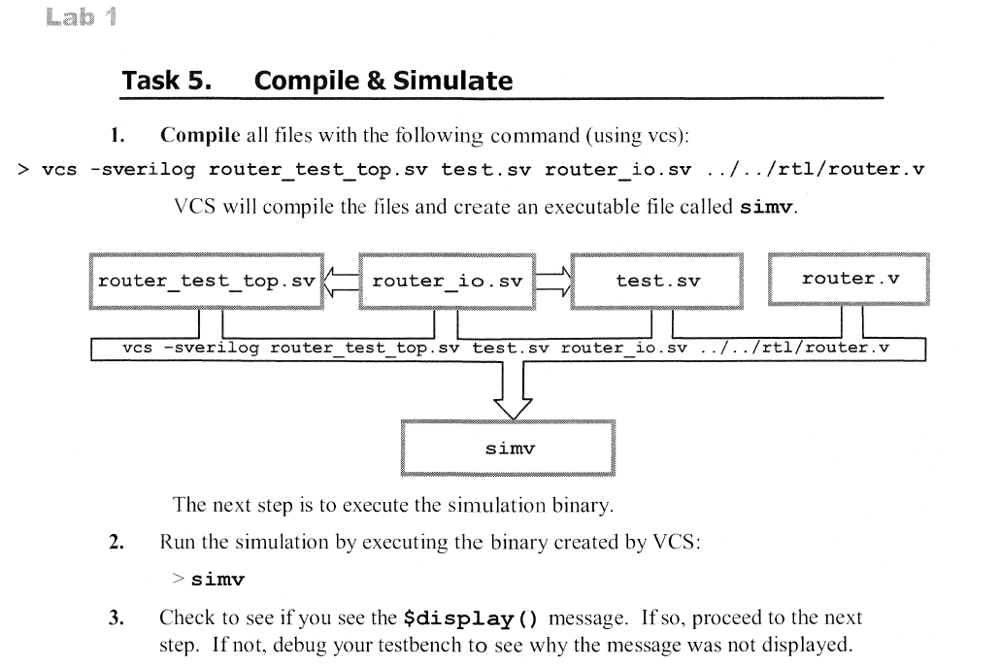 Lab 1
Task 5. Compile & Simulate
1. Compile all files with the following command (using vcs):
> vcs -sverilog router_test_top.sv test.sv router_io.sv ../../rtl/router.v
VCS will compile the files and create an executable file called simv.
router_test_top.sv
router_io.sv
test.sv
router.v
vcs -sverilog router_test_top.sv test.sv router_io.sv ../../rtl/router.v
simv
The next step is to execute the simulation binary.
2. Run the simulation by executing the binary created by VCS:
> simv
3. Check to see if you see the $display() message. If so, proceed to the next
step. If not, debug your testbench to see why the message was not displayed.